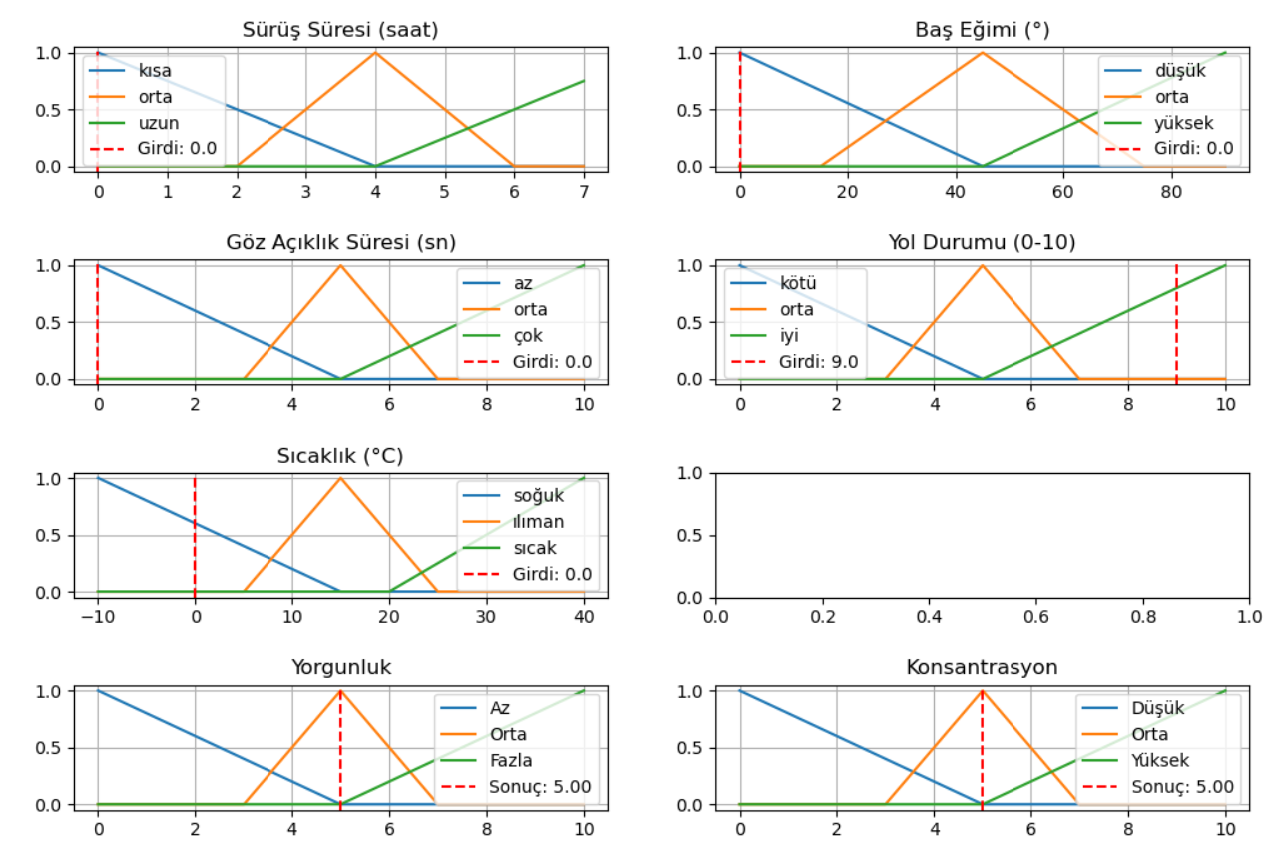 Sürüş Süresi (saat)
1.0
0.5
0.0
kısa
orta
uzun
Girdi: 0.0
0 1 2 3 4 5 6 7
Baş Eğimi (°)
1.0
0.5
0.0
düşük
orta
yüksek
Girdi: 0.0
0 20 40 60 80
Göz Açıklık Süresi (sn)
1.0
0.5
0.0
az
orta
çok
Girdi: 0.0
0 2 4 6 8 10
Yol Durumu (0-10)
1.0
0.5
0.0
kötü
orta
iyi
Girdi: 9.0
0 2 4 6 8 10
Sıcaklık (°C)
1.0
0.5
0.0
soğuk
ılıman
sıcak
Girdi: 0.0
−10 0 10 20 30 40
1.0
0.5
0.0
0.0 0.2 0.4 0.6 0.8 1.0
Yorgunluk
1.0
0.5
0.0
Az
Orta
Fazla
Sonuç: 5.00
0 2 4 6 8 10
Konsantrasyon
1.0
0.5
0.0
Düşük
Orta
Yüksek
Sonuç: 5.00
0 2 4 6 8 10